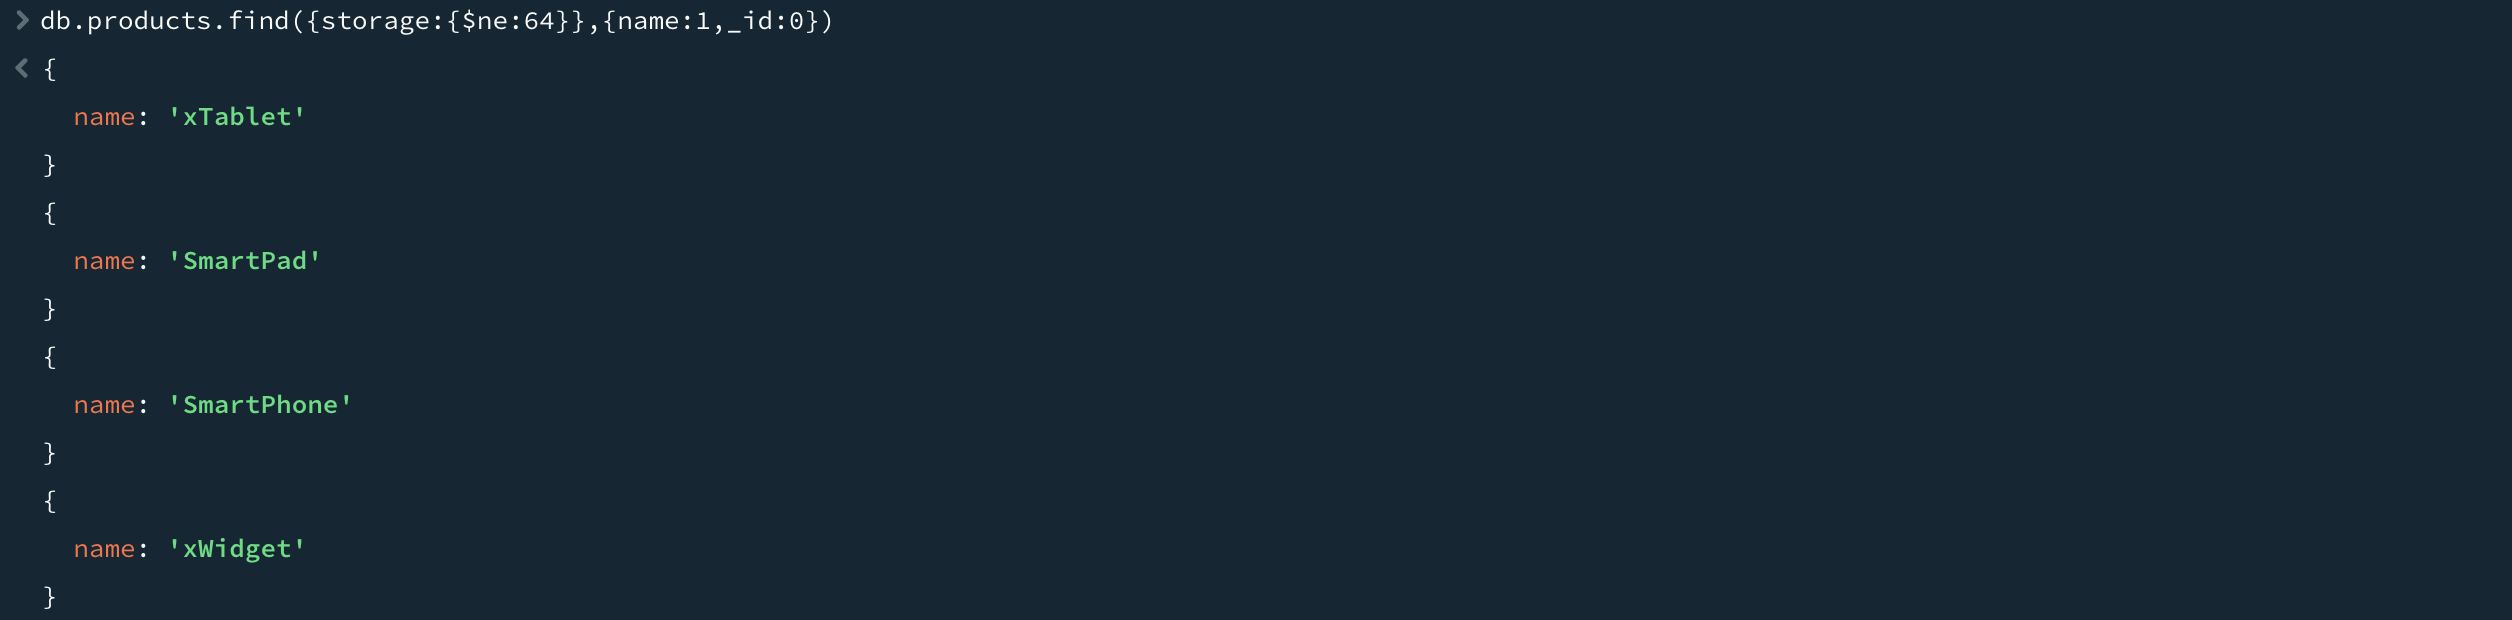 db.products.find({storage:{$ne:64}},{name:1,_id:0})
{
name: 'xTablet'
}
{
name: 'SmartPad'
}
{
name: 'SmartPhone'
}
{
name: 'xWidget'
}